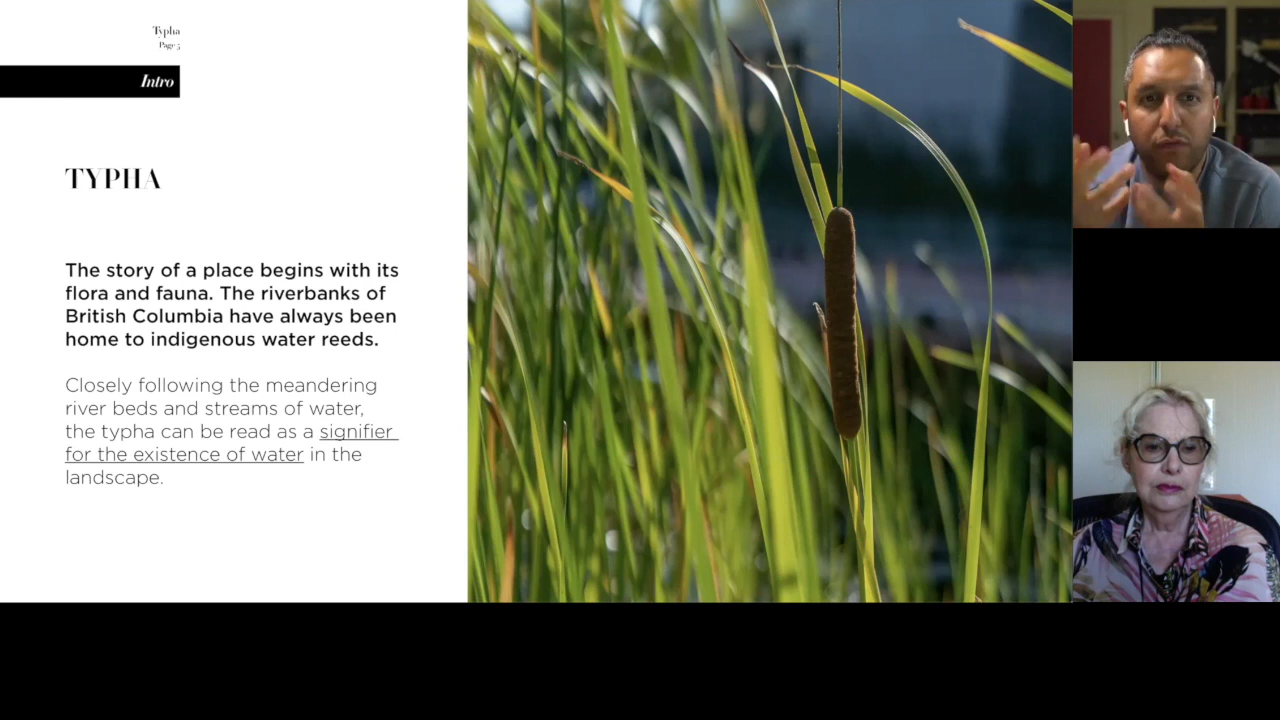 Typha
Page 5
Intro
TYPHA
The story of a place begins with its
flora and fauna. The riverbanks of
British Columbia have always been
home to indigenous water reeds.
Closely following the meandering
river beds and streams of water,
the typha can be read as a signifier
for the existence of water in the
landscape.